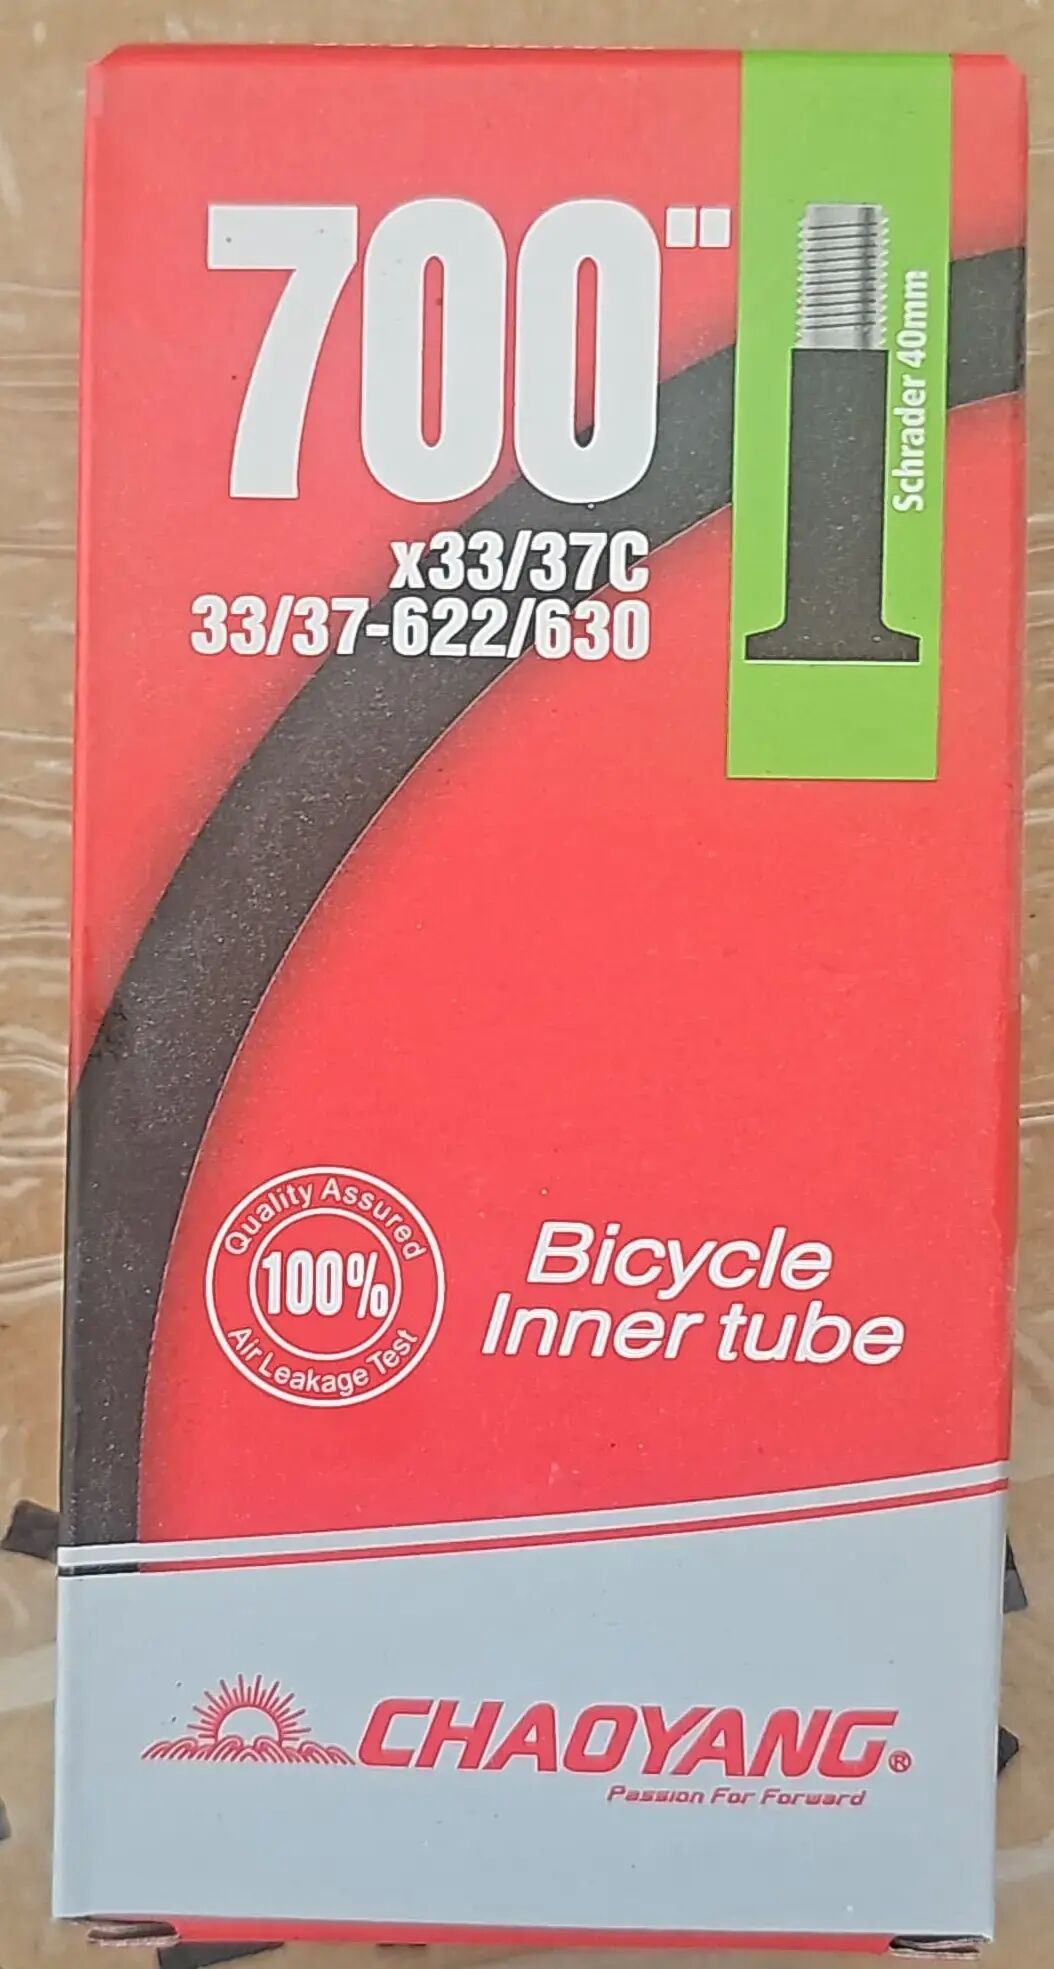 700"
x33/37C
33/37-622/630
Schrader 40mm
Quality Assured
100%
Air Leakage Test
Bicycle
Inner tube
CHAOYANG®
Passion For Forward